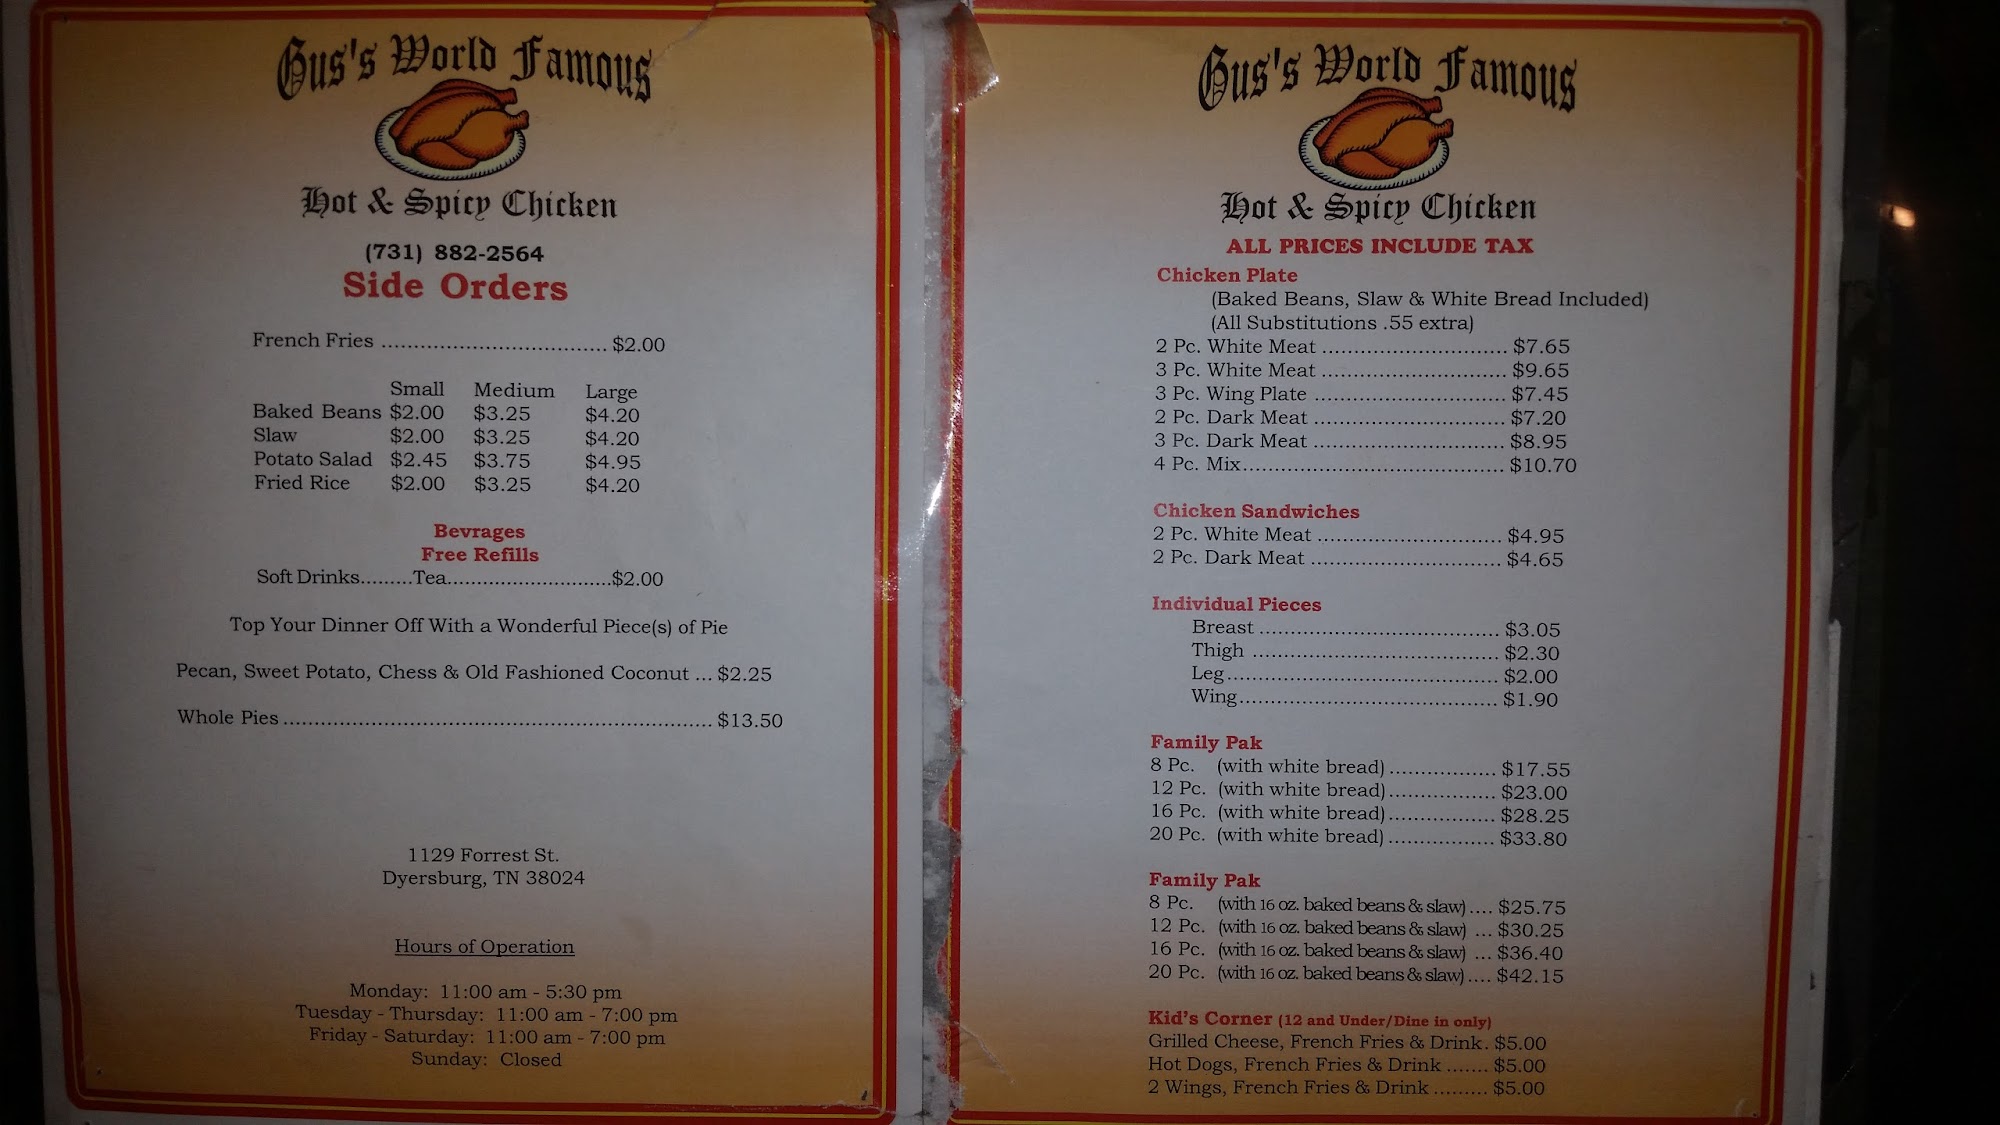 Gus's World Famous
Hot & Spicy Chicken
(731) 882-2564
Side Orders
French Fries ................................... $2.00
Small Medium Large
Baked Beans $2.00 $3.25 $4.20
Slaw $2.00 $3.25 $4.20
Potato Salad $2.45 $3.75 $4.95
Fried Rice $2.00 $3.25 $4.20
Bevrages
Free Refills
Soft Drinks.........Tea..........................$2.00
Top Your Dinner Off With a Wonderful Piece(s) of Pie
Pecan, Sweet Potato, Chess & Old Fashioned Coconut ... $2.25
Whole Pies .................................................................. $13.50
1129 Forrest St.
Dyersburg, TN 38024
Hours of Operation
Monday: 11:00 am - 5:30 pm
Tuesday - Thursday: 11:00 am - 7:00 pm
Friday - Saturday: 11:00 am - 7:00 pm
Sunday: Closed
Gus's World Famous
Hot & Spicy Chicken
ALL PRICES INCLUDE TAX
Chicken Plate
(Baked Beans, Slaw & White Bread Included)
(All Substitutions .55 extra)
2 Pc. White Meat ............................. $7.65
3 Pc. White Meat ............................. $9.65
3 Pc. Wing Plate .............................. $7.45
2 Pc. Dark Meat .............................. $7.20
3 Pc. Dark Meat .............................. $8.95
4 Pc. Mix......................................... $10.70
Chicken Sandwiches
2 Pc. White Meat ............................. $4.95
2 Pc. Dark Meat .............................. $4.65
Individual Pieces
Breast ...................................... $3.05
Thigh ....................................... $2.30
Leg........................................... $2.00
Wing......................................... $1.90
Family Pak
8 Pc. (with white bread) ................. $17.55
12 Pc. (with white bread) ................. $23.00
16 Pc. (with white bread) ................. $28.25
20 Pc. (with white bread) ................. $33.80
Family Pak
8 Pc. (with 16 oz. baked beans & slaw) .... $25.75
12 Pc. (with 16 oz. baked beans & slaw) ... $30.25
16 Pc. (with 16 oz. baked beans & slaw) ... $36.40
20 Pc. (with 16 oz. baked beans & slaw) .... $42.15
Kid's Corner (12 and Under/Dine in only)
Grilled Cheese, French Fries & Drink. $5.00
Hot Dogs, French Fries & Drink ....... $5.00
2 Wings, French Fries & Drink ......... $5.00